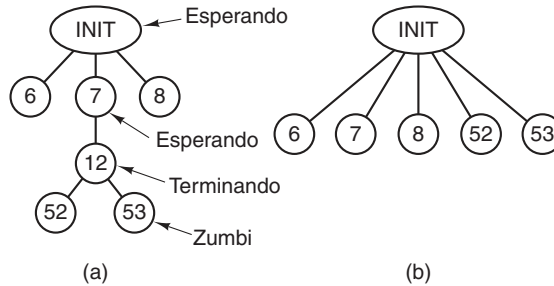 INIT Esperando INIT
6 7 8
Esperando
6 7 8 52 53
12
Terminando
52 53
Zumbi
(a) (b)